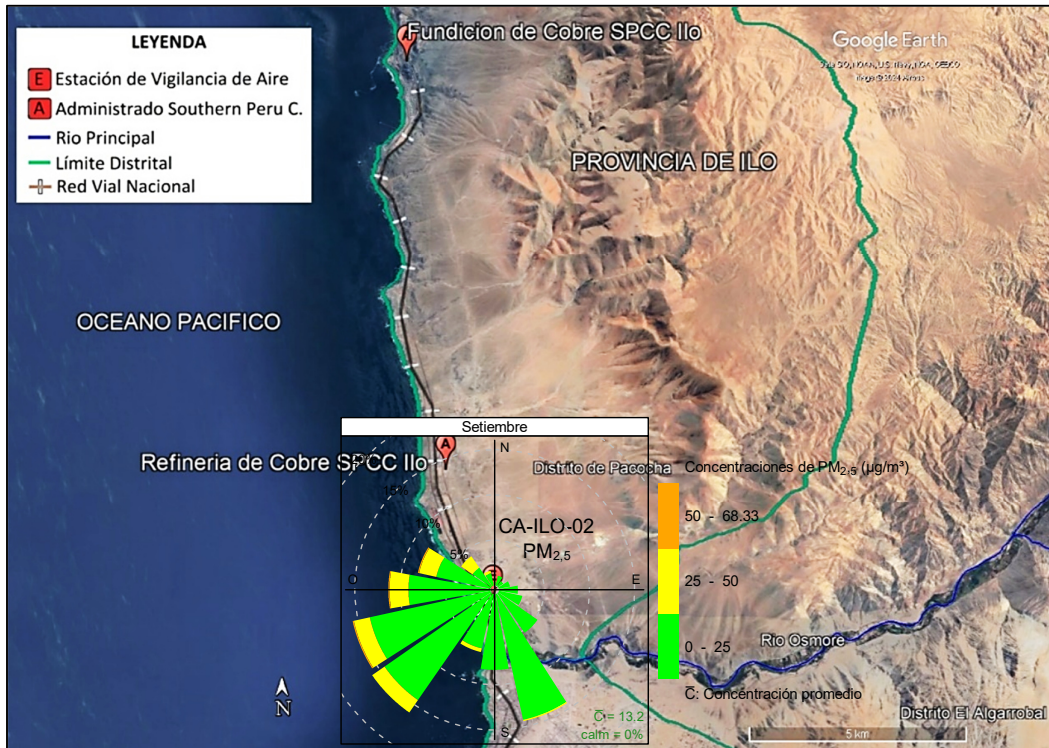 LEYENDA
E Estación de Vigilancia de Aire
A Administrado Southern Peru C.
Rio Principal
Límite Distrital
Red Vial Nacional
A
Fundicion de Cobre SPCC Ilo
Google Earth
PROVINCIA DE ILO
OCEANO PACIFICO
Setiembre
A
N
Refineria de Cobre SPCC Ilo
Distrito de Pacocha
Concentraciones de PM2,5 (µg/m³)
15%
10%
5%
CA-ILO-02
PM2,5
50 - 68.33
25 - 50
0 - 25
E
O
E
S
Rio Osmore
C̅: Concentración promedio
C̅ = 13.2
calm = 0%
N
Distrito El Algarrobal
5 km